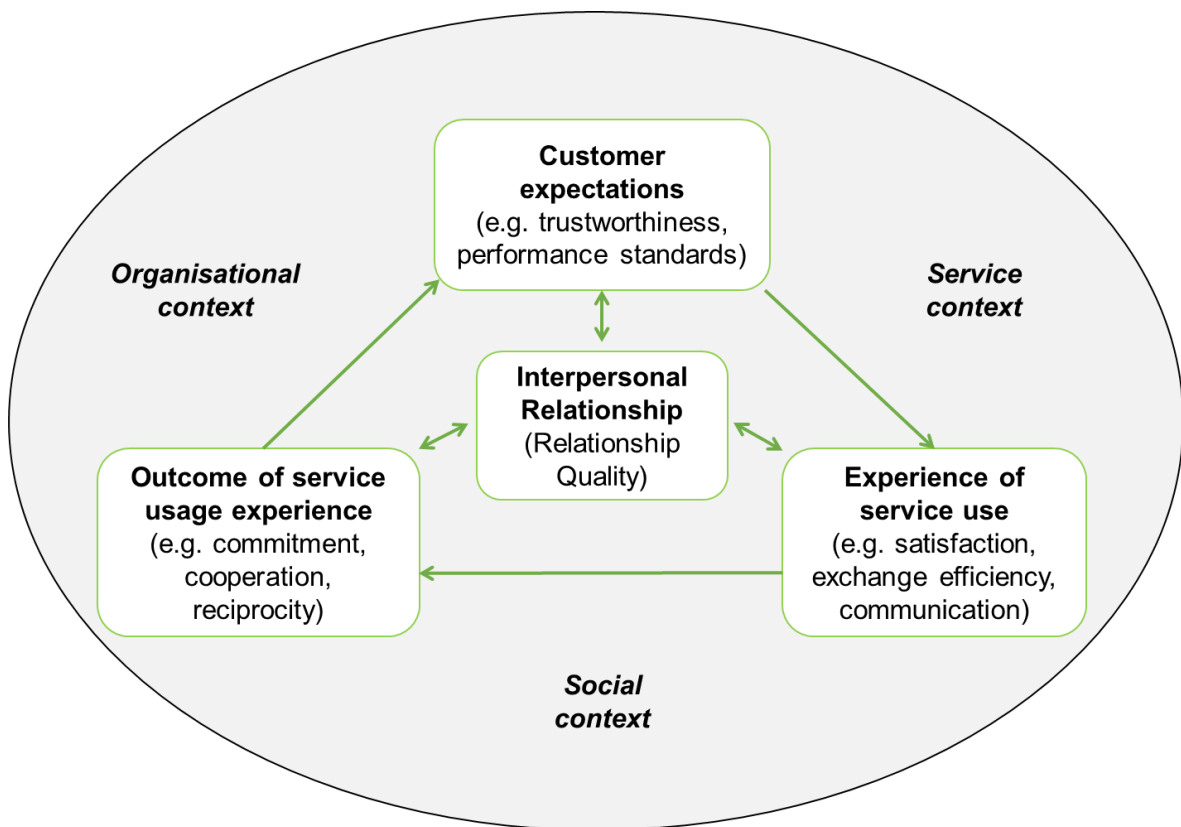 Customer
expectations
(e.g. trustworthiness,
performance standards)
Organisational
context
Service
context
Interpersonal
Relationship
(Relationship
Quality)
Outcome of service
usage experience
(e.g. commitment,
cooperation,
reciprocity)
Experience of
service use
(e.g. satisfaction,
exchange efficiency,
communication)
Social
context